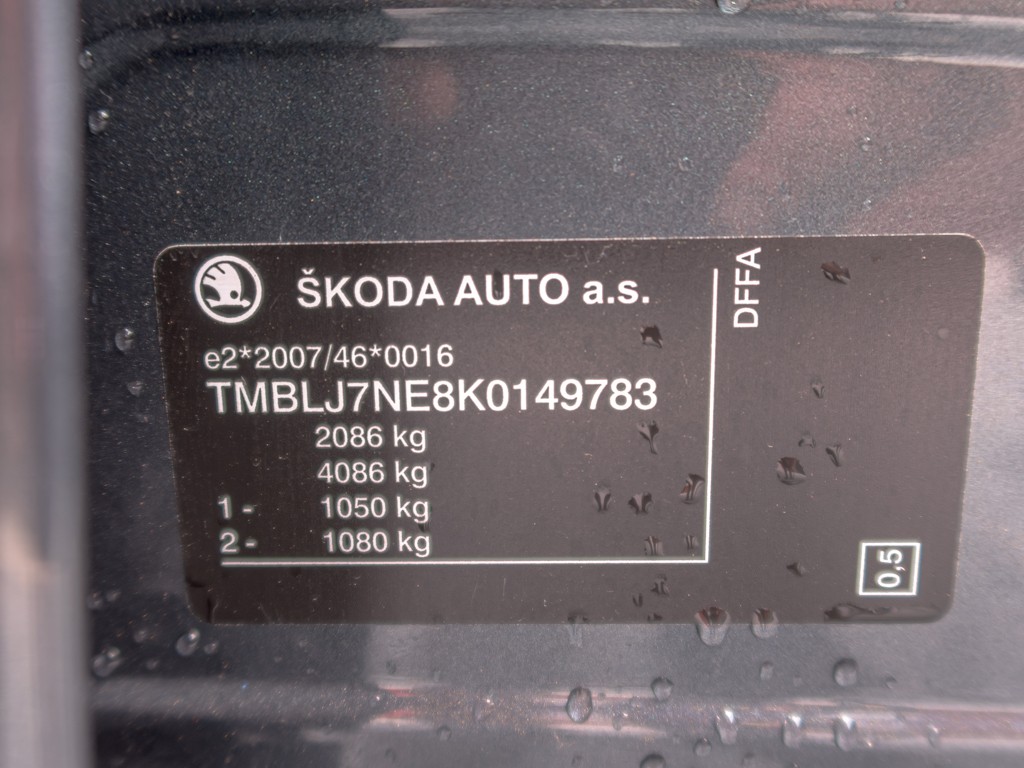 ŠKODA AUTO a.s.
e2*2007/46*0016
TMBLJ7NE8K0149783
2086 kg
4086 kg
1- 1050 kg
2- 1080 kg
DFFA
0,5